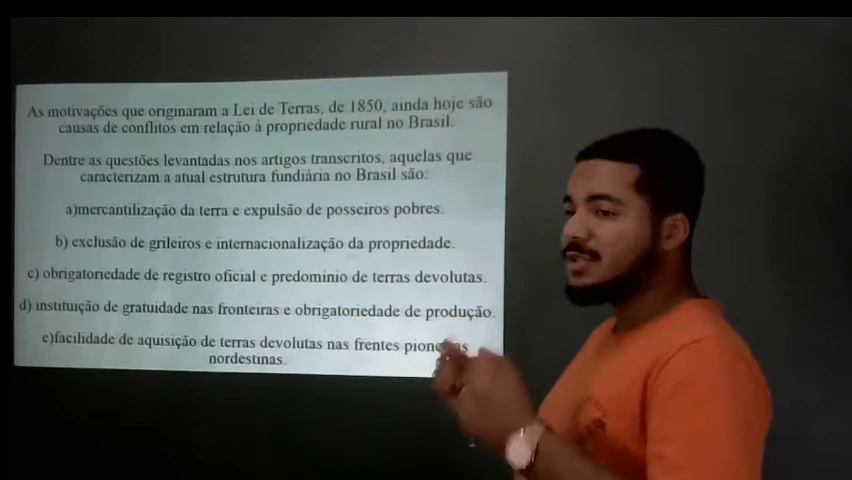 As motivações que originaram a Lei de Terras, de 1850, ainda hoje são
causas de conflitos em relação à propriedade rural no Brasil.
Dentre as questões levantadas nos artigos transcritos, aquelas que
caracterizam a atual estrutura fundiária no Brasil são:
a)mercantilização da terra e expulsão de posseiros pobres.
b) exclusão de grileiros e internacionalização da propriedade.
c) obrigatoriedade de registro oficial e predomínio de terras devolutas.
d) instituição de gratuidade nas fronteiras e obrigatoriedade de produção.
e)facilidade de aquisição de terras devolutas nas frentes
nordestinas.